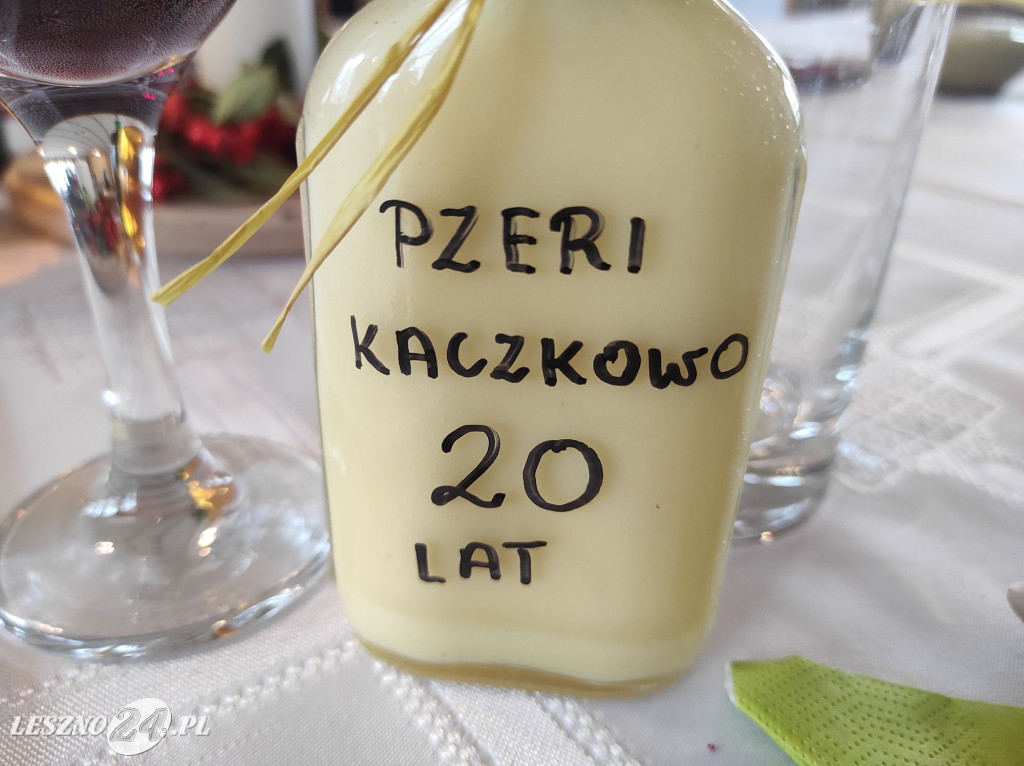 PZERI
KACZKOWO
20
LAT
LESZNO24.PL